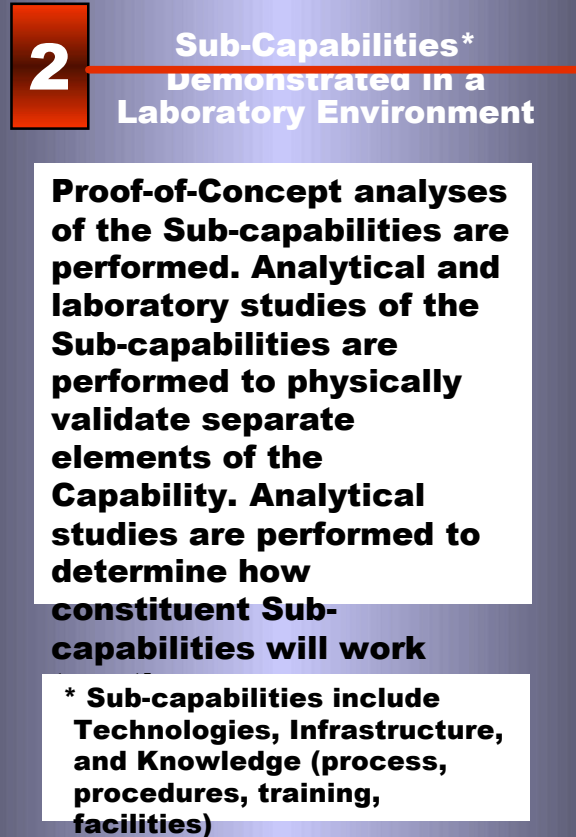 2
Sub-Capabilities*
Demonstrated in a
Laboratory Environment
Proof-of-Concept analyses
of the Sub-capabilities are
performed. Analytical and
laboratory studies of the
Sub-capabilities are
performed to physically
validate separate
elements of the
Capability. Analytical
studies are performed to
determine how
constituent Sub-
capabilities will work
* Sub-capabilities include
Technologies, Infrastructure,
and Knowledge (process,
procedures, training,
facilities)